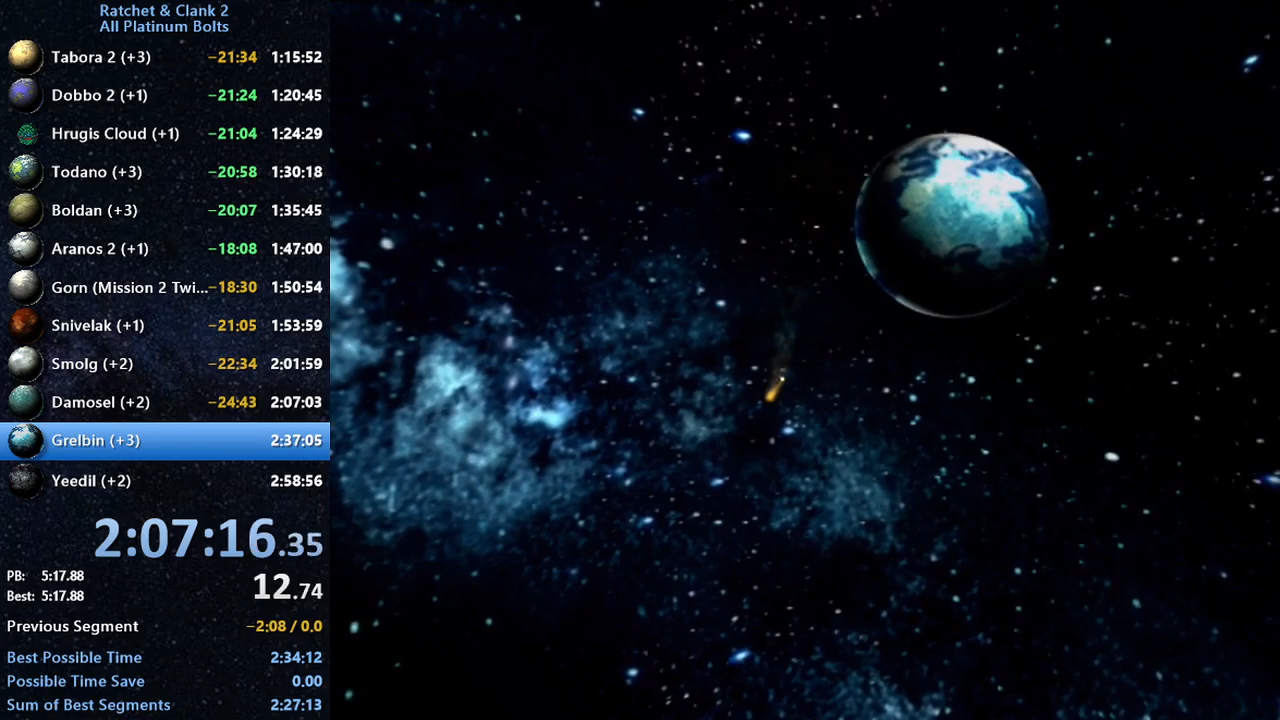 Ratchet & Clank 2
All Platinum Bolts
Tabora 2 (+3) −21:34 1:15:52
Dobbo 2 (+1) −21:24 1:20:45
Hrugis Cloud (+1) −21:04 1:24:29
Todano (+3) −20:58 1:30:18
Boldan (+3) −20:07 1:35:45
Aranos 2 (+1) −18:08 1:47:00
Gorn (Mission 2 Twi... −18:30 1:50:54
Snivelak (+1) −21:05 1:53:59
Smolg (+2) −22:34 2:01:59
Damosel (+2) −24:43 2:07:03
Grelbin (+3) 2:37:05
Yeedil (+2) 2:58:56
2:07:16.35
PB: 5:17.88
12.74
Best: 5:17.88
Previous Segment −2:08 / 0.0
Best Possible Time 2:34:12
Possible Time Save 0.00
Sum of Best Segments 2:27:13